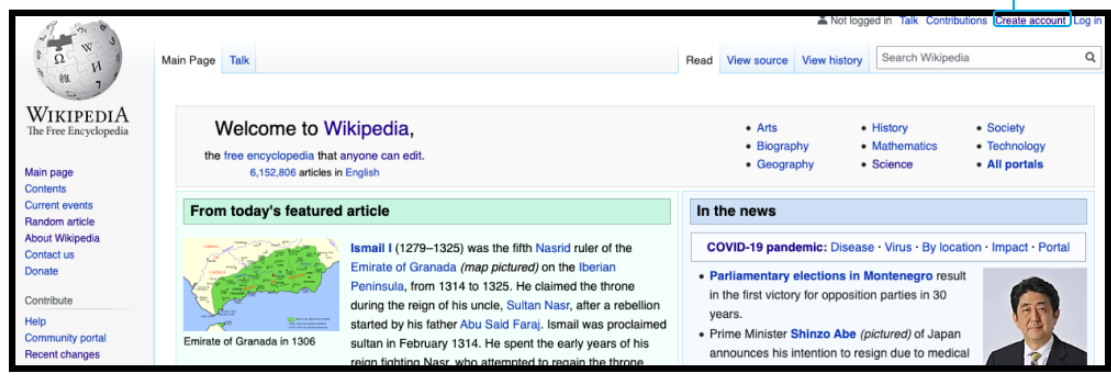 Not logged in Talk Contributions Create account Log in
Main Page Talk
Read View source View history Search Wikipedia
WIKIPEDIA
The Free Encyclopedia
Main page
Contents
Current events
Random article
About Wikipedia
Contact us
Donate
Contribute
Help
Community portal
Recent changes
Welcome to Wikipedia,
the free encyclopedia that anyone can edit.
6,152,806 articles in English
• Arts
• Biography
• Geography
• History
• Mathematics
• Science
• Society
• Technology
• All portals
From today's featured article
Emirate of Granada in 1306
Ismail I (1279–1325) was the fifth Nasrid ruler of the
Emirate of Granada (map pictured) on the Iberian
Peninsula, from 1314 to 1325. He claimed the throne
during the reign of his uncle, Sultan Nasr, after a rebellion
started by his father Abu Said Faraj. Ismail was proclaimed
sultan in February 1314. He spent the early years of his
reign fighting Nasr, who attempted to regain the throne
In the news
COVID-19 pandemic: Disease · Virus · By location · Impact · Portal
• Parliamentary elections in Montenegro result
in the first victory for opposition parties in 30
years.
• Prime Minister Shinzo Abe (pictured) of Japan
announces his intention to resign due to medical